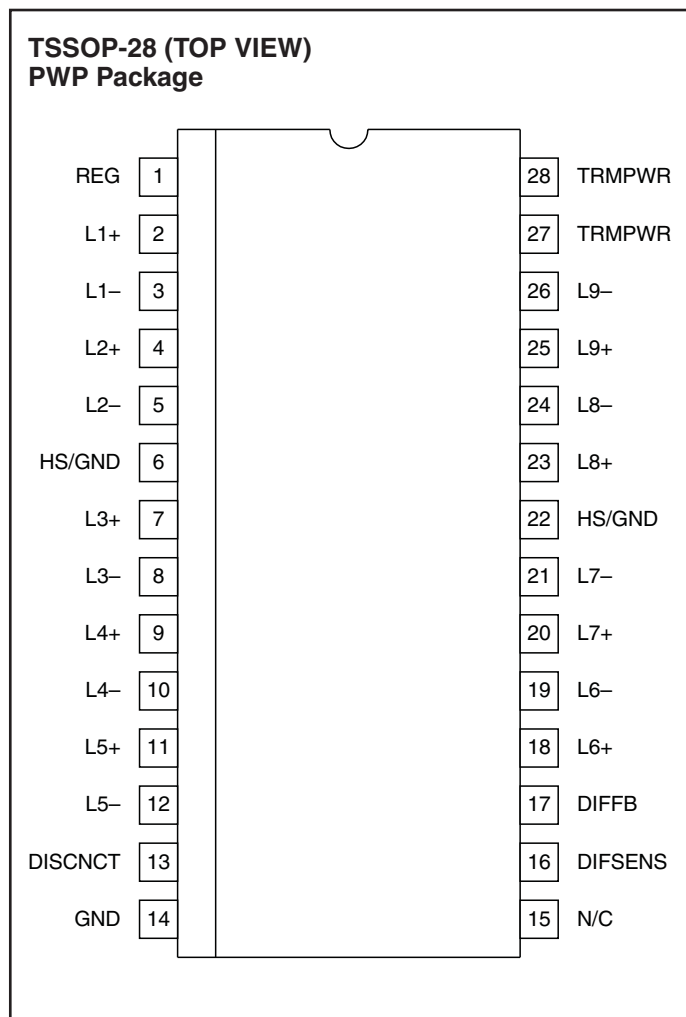 TSSOP-28 (TOP VIEW)
PWP Package
REG 1 28 TRMPWR
L1+ 2 27 TRMPWR
L1– 3 26 L9–
L2+ 4 25 L9+
L2– 5 24 L8–
HS/GND 6 23 L8+
L3+ 7 22 HS/GND
L3– 8 21 L7–
L4+ 9 20 L7+
L4– 10 19 L6–
L5+ 11 18 L6+
L5– 12 17 DIFFB
DISCNCT 13 16 DIFSENS
GND 14 15 N/C